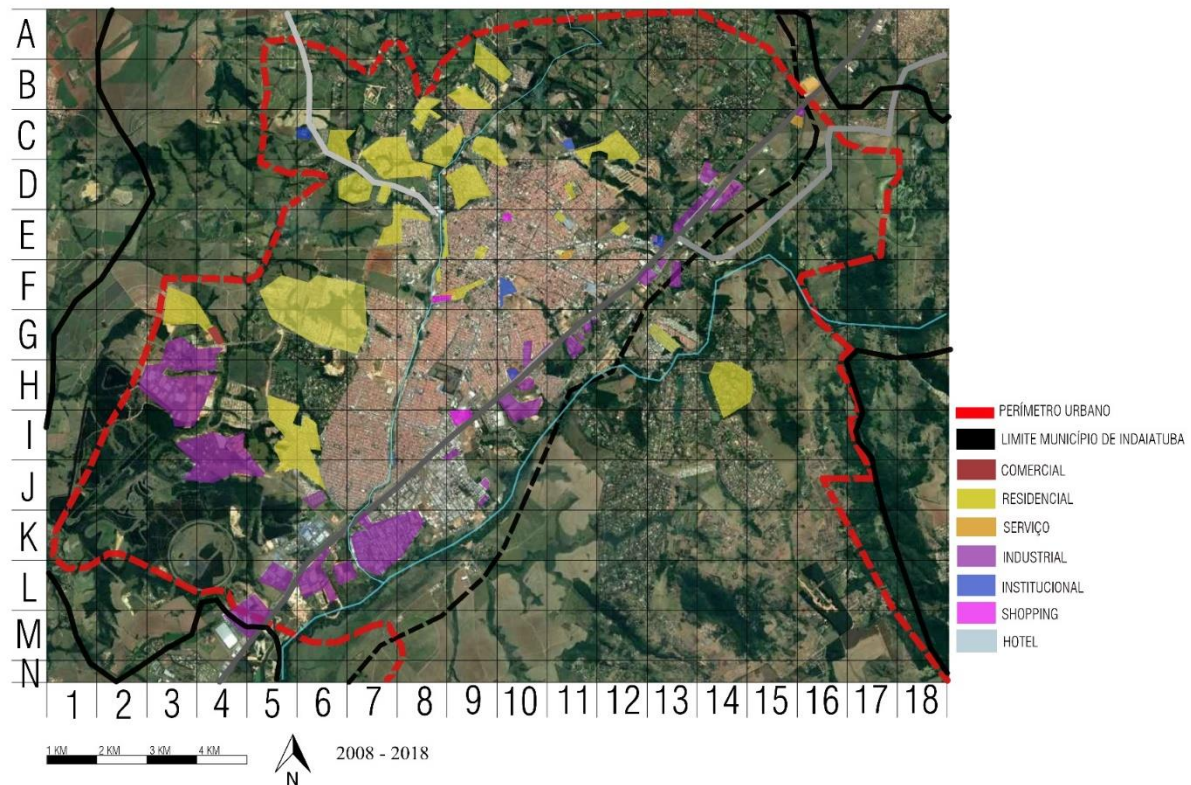 A
B
C
D
E
F
G
H
I
J
K
L
M
N
1 2 3 4 5 6 7 8 9 10 11 12 13 14 15 16 17 18
PERÍMETRO URBANO
LIMITE MUNICÍPIO DE INDAIATUBA
COMERCIAL
RESIDENCIAL
SERVIÇO
INDUSTRIAL
INSTITUCIONAL
SHOPPING
HOTEL
1 KM 2 KM 3 KM 4 KM
N
2008 - 2018